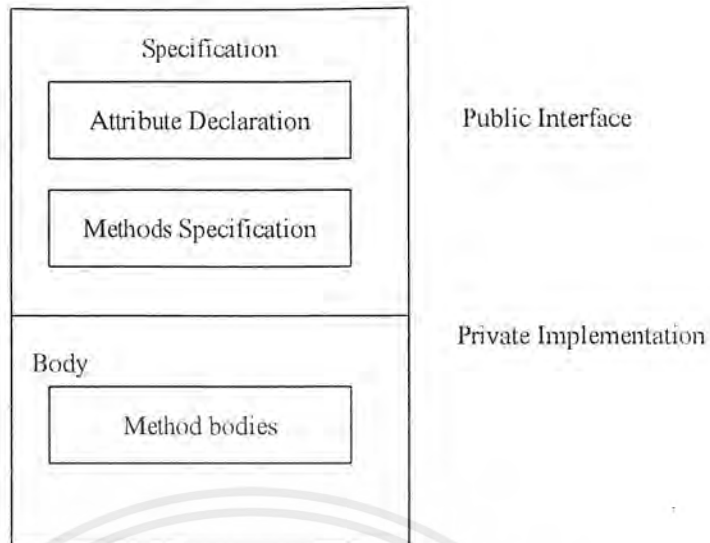 Specification
Attribute Declaration
Public Interface
Methods Specification
Private Implementation
Body
Method bodies